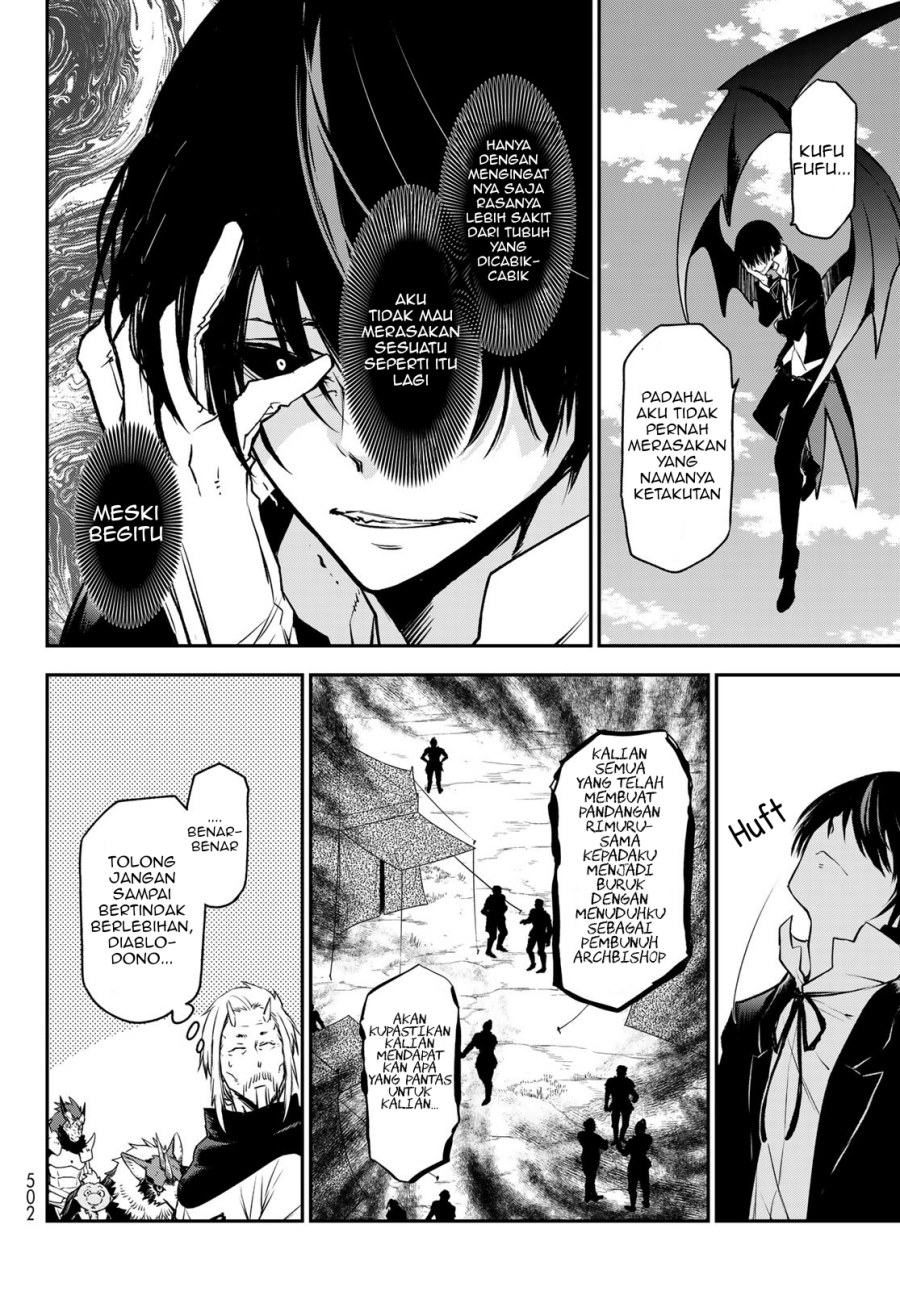 KUFU
FUFU...
PADAHAL
AKU TIDAK
PERNAH
MERASAKAN
YANG
NAMANYA
KETAKUTAN
HANYA
DENGAN
MENGINGAT
NYA SAJA
RASANYA
LEBIH SAKIT
DARI TUBUH
YANG
DICABIK-
CABIK
AKU
TIDAK MAU
MERASAKAN
SESUATU
SEPERTI ITU
LAGI
MESKI
BEGITU
Huft
KALIAN
SEMUA
YANG TELAH
MEMBUAT
PANDANGAN
RIMURU-
SAMA
KEPADAKU
MENJADI
BURUK
DENGAN
MENUDUHKU
SEBAGAI
PEMBUNUH
ARCHBISHOP
AKAN
KUPASTIKAN
KALIAN
MENDAPAT
KAN APA
YANG PANTAS
UNTUK
KALIAN...
....
BENAR-
BENAR
TOLONG
JANGAN
SAMPAI
BERTINDAK
BERLEBIHAN,
DIABLO-
DONO...
502